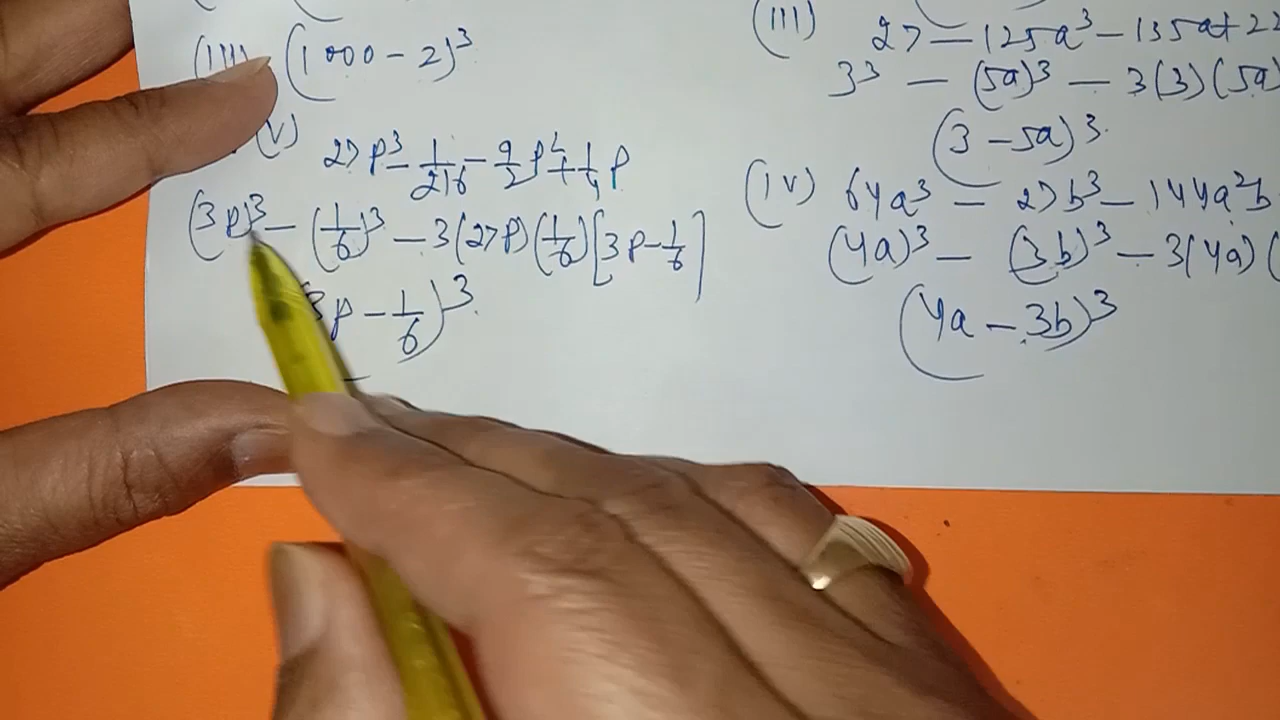 (III) (1000 - 2)³
(V) 27p³ - 1/216 - 9/2 p² + 1/4 p
(3p)³ - (1/6)³ - 3(27p)(1/6)[3p - 1/6]
3p - 1/6)³
(III) 27 - 125a³ - 135a + 22
3³ - (5a)³ - 3(3)(5a)
(3 - 5a)³.
(iv) 64a³ - 27b³ - 144a²b
(4a)³ - (3b)³ - 3(4a)(
(4a - 3b)³